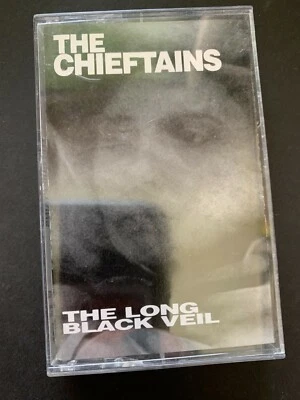 THE
CHIEFTAINS
THE LONG
BLACK VEIL